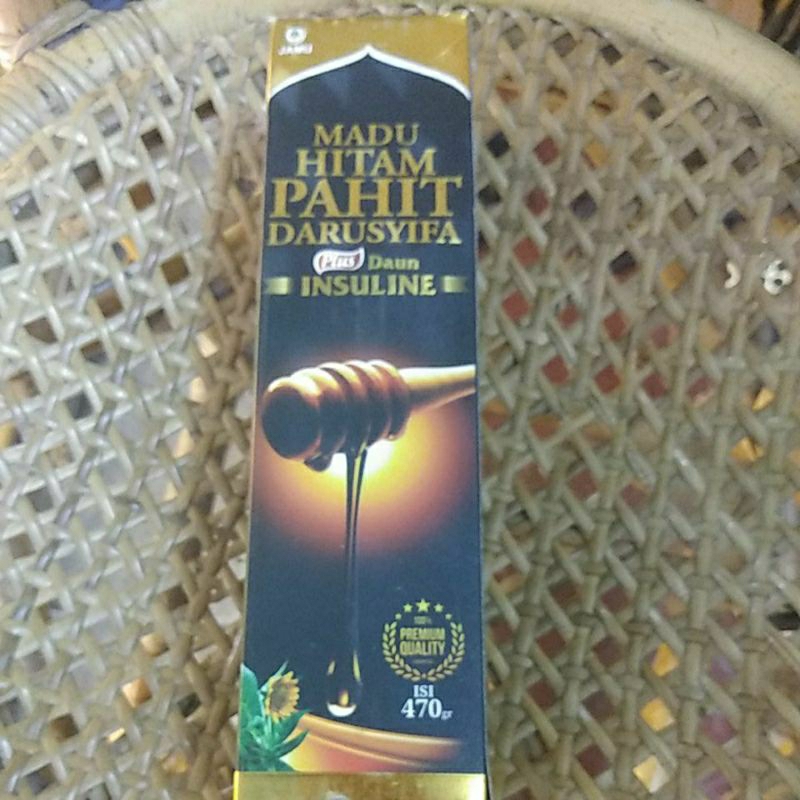 JAMU
MADU
HITAM
PAHIT
DARUSYIFA
Plus Daun
INSULINE
100%
PREMIUM
QUALITY
ISI
470gr